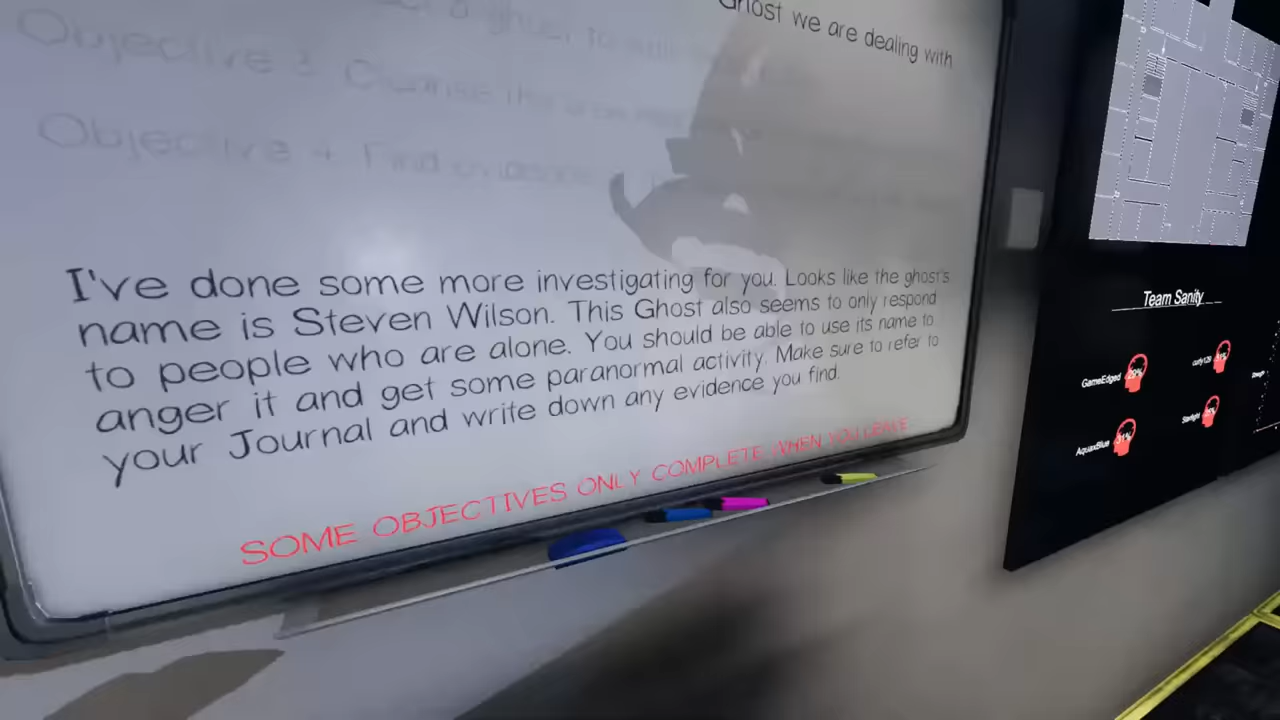 Ghost we are dealing with
Objective 3
Objective 4 Find
I've done some more investigating for you. Looks like the ghost's
name is Steven Wilson. This Ghost also seems to only respond
to people who are alone. You should be able to use its name to
anger it and get some paranormal activity. Make sure to refer to
your Journal and write down any evidence you find.
SOME OBJECTIVES ONLY COMPLETE WHEN YOU LEAVE
Team Sanity
GameEdged
AquaxBlue